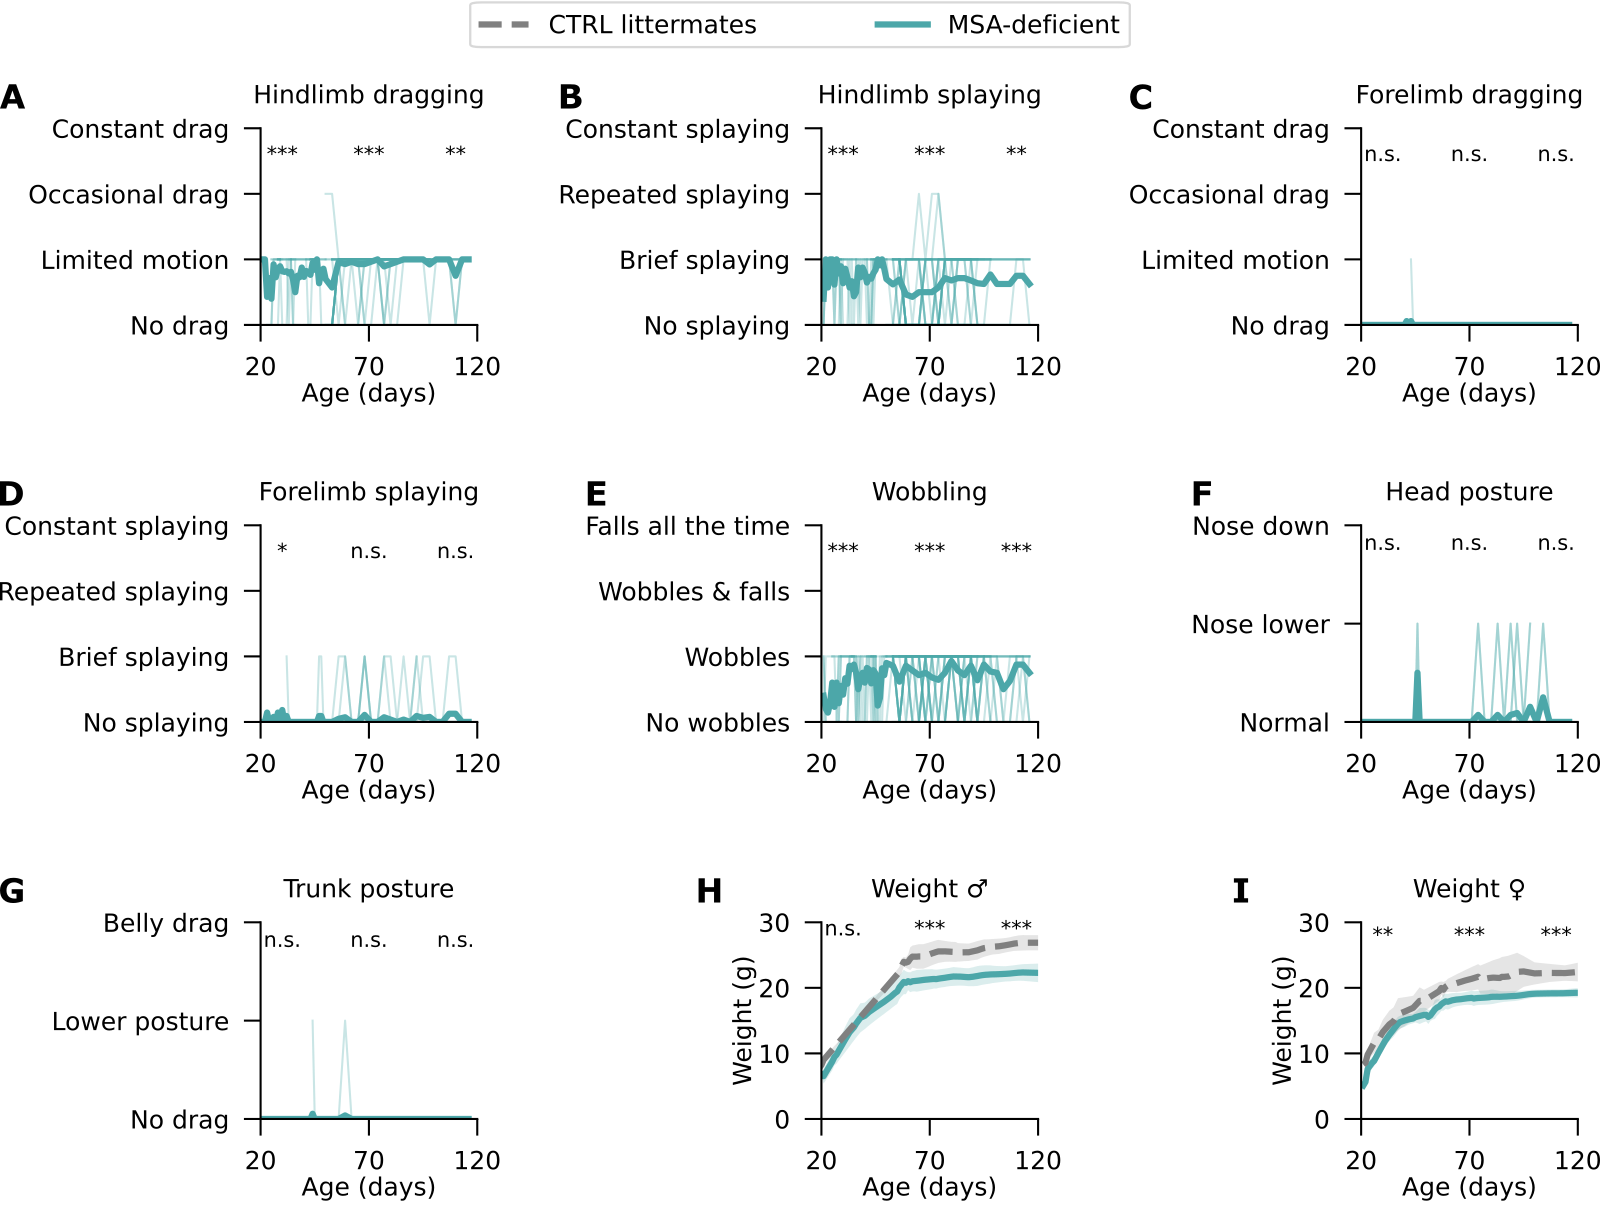 CTRL littermates MSA-deficient
A Hindlimb dragging
Constant drag
*** *** **
Occasional drag
Limited motion
No drag
20 70 120
Age (days)
B Hindlimb splaying
Constant splaying
*** *** **
Repeated splaying
Brief splaying
No splaying
20 70 120
Age (days)
C Forelimb dragging
Constant drag
n.s. n.s. n.s.
Occasional drag
Limited motion
No drag
20 70 120
Age (days)
D Forelimb splaying
Constant splaying
* n.s. n.s.
Repeated splaying
Brief splaying
No splaying
20 70 120
Age (days)
E Wobbling
Falls all the time
*** *** ***
Wobbles & falls
Wobbles
No wobbles
20 70 120
Age (days)
F Head posture
Nose down
n.s. n.s. n.s.
Nose lower
Normal
20 70 120
Age (days)
G Trunk posture
Belly drag
n.s. n.s. n.s.
Lower posture
No drag
20 70 120
Age (days)
H Weight ♂
30
n.s. *** ***
20
10
0
Weight (g)
20 70 120
Age (days)
I Weight ♀
30
** *** ***
20
10
0
Weight (g)
20 70 120
Age (days)